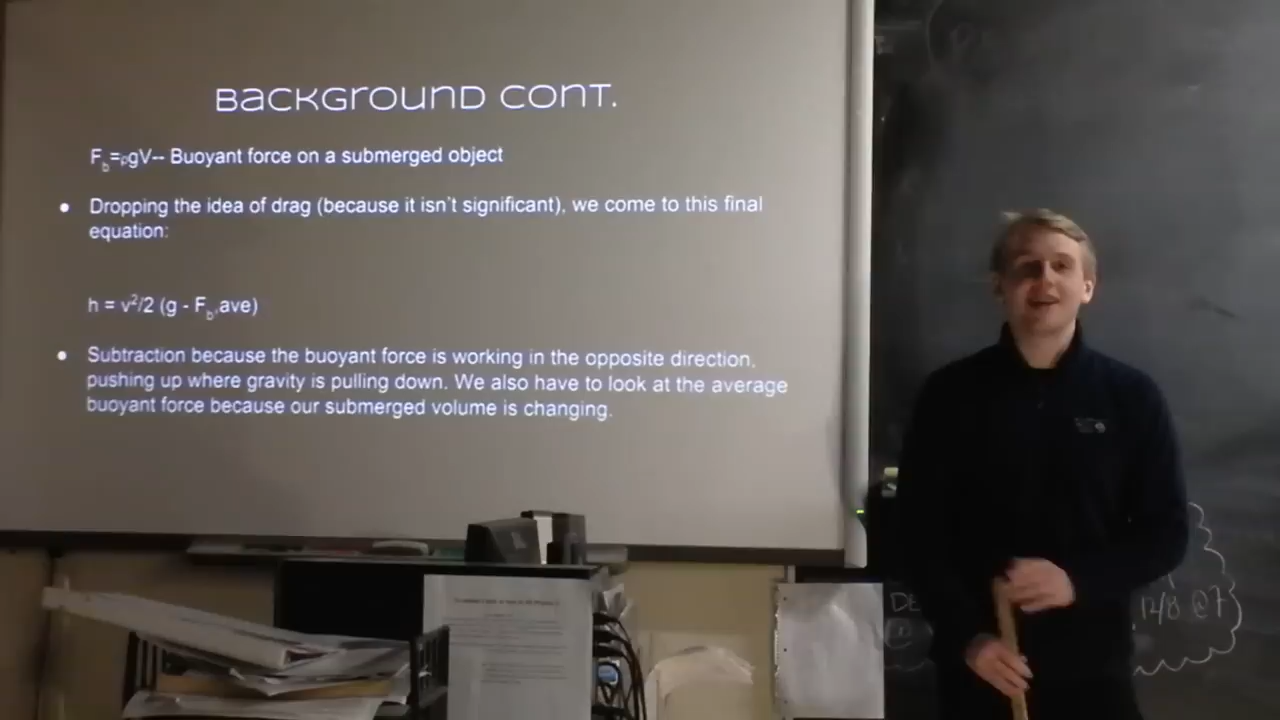 BACKGROUND CONT.
F_b=ρgV-- Buoyant force on a submerged object
● Dropping the idea of drag (because it isn't significant), we come to this final
equation:
h = v²/2 (g - F_b,ave)
● Subtraction because the buoyant force is working in the opposite direction,
pushing up where gravity is pulling down. We also have to look at the average
buoyant force because our submerged volume is changing.
12/8 @ 7